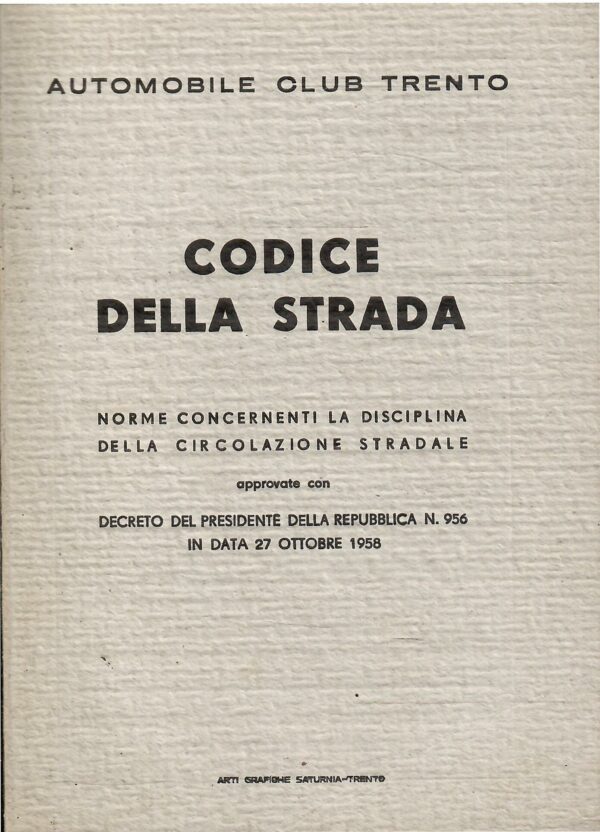 AUTOMOBILE CLUB TRENTO
CODICE
DELLA STRADA
NORME CONCERNENTI LA DISCIPLINA
DELLA CIRCOLAZIONE STRADALE
approvate con
DECRETO DEL PRESIDENTE DELLA REPUBBLICA N. 956
IN DATA 27 OTTOBRE 1958
ARTI GRAFICHE SATURNIA-TRENTO